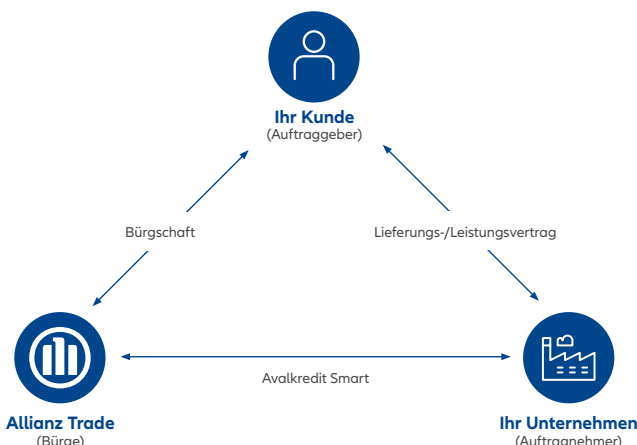 Ihr Kunde
(Auftraggeber)
Bürgschaft
Lieferungs-/Leistungsvertrag
Avalkredit Smart
Allianz Trade
(Bürge)
Ihr Unternehmen
(Auftragnehmer)